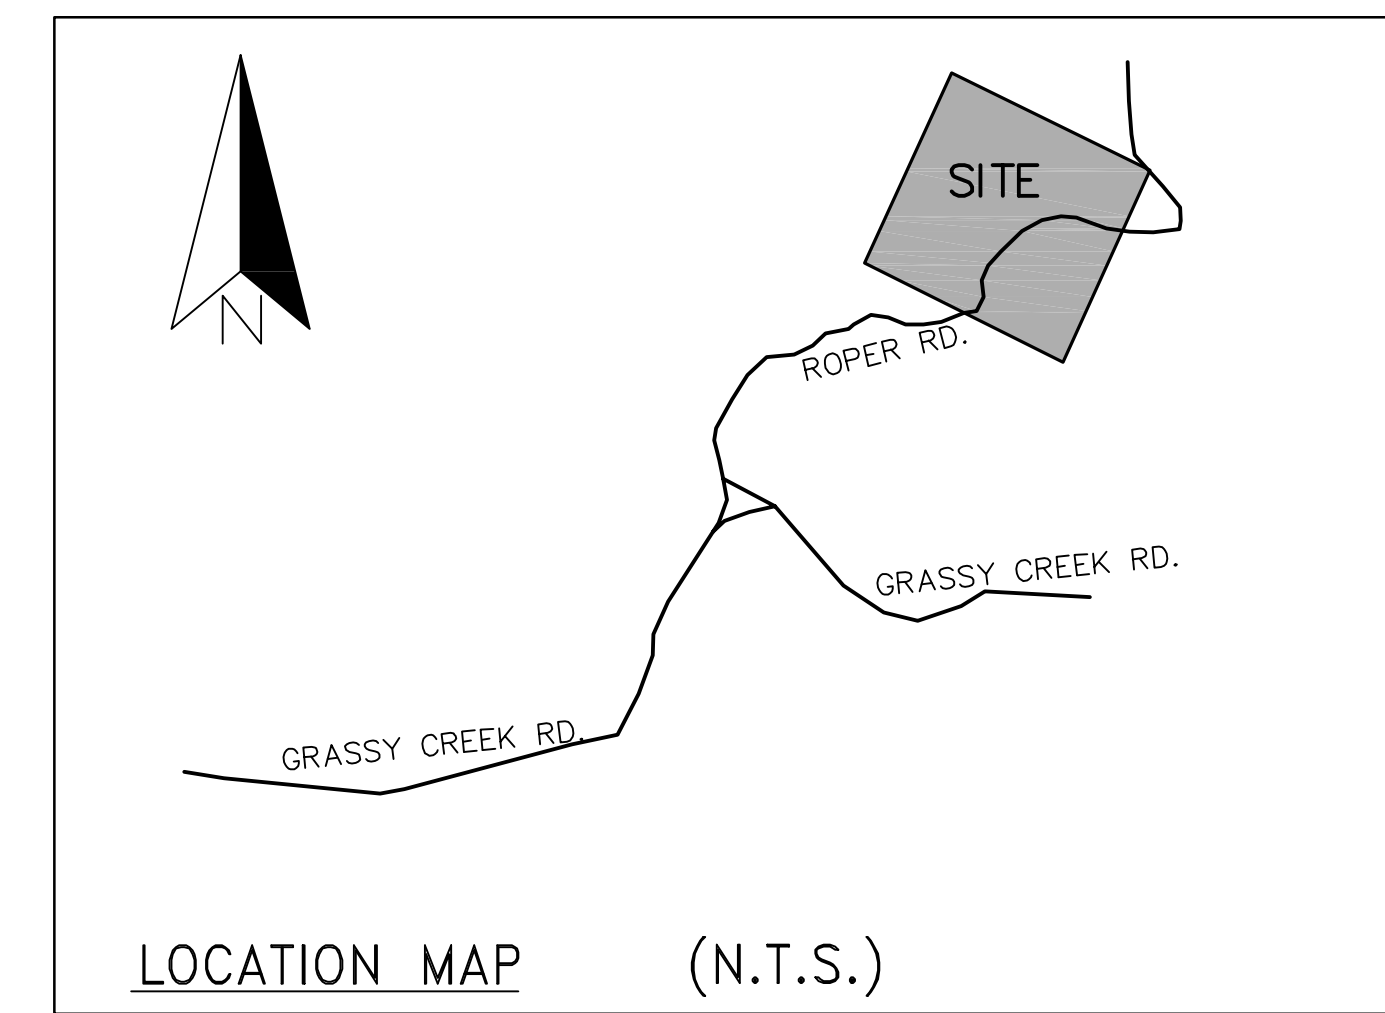 SITE
N
ROPER RD.
GRASSY CREEK RD.
GRASSY CREEK RD.
LOCATION MAP (N.T.S.)